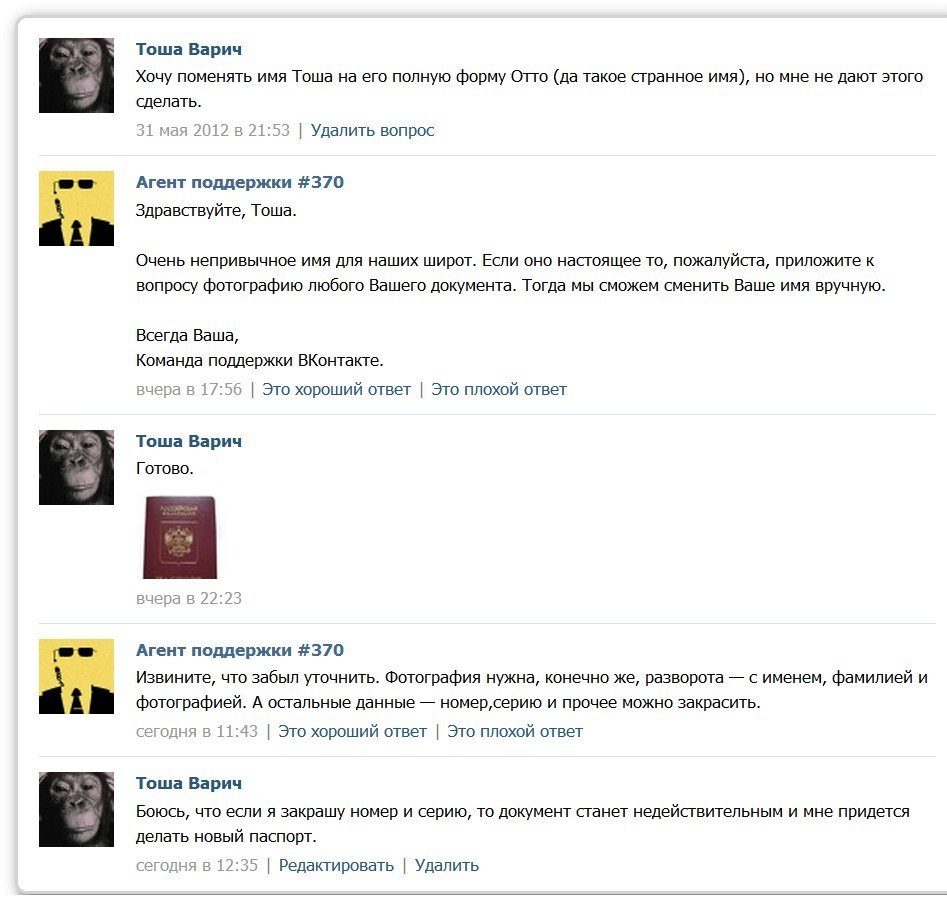 Тоша Варич
Хочу поменять имя Тоша на его полную форму Отто (да такое странное имя), но мне не дают этого
сделать.
31 мая 2012 в 21:53 | Удалить вопрос
Агент поддержки #370
Здравствуйте, Тоша.
Очень непривычное имя для наших широт. Если оно настоящее то, пожалуйста, приложите к
вопросу фотографию любого Вашего документа. Тогда мы сможем сменить Ваше имя вручную.
Всегда Ваша,
Команда поддержки ВКонтакте.
вчера в 17:56 | Это хороший ответ | Это плохой ответ
Тоша Варич
Готово.
РОССИЙСКАЯ
ФЕДЕРАЦИЯ
вчера в 22:23
Агент поддержки #370
Извините, что забыл уточнить. Фотография нужна, конечно же, разворота — с именем, фамилией и
фотографией. А остальные данные — номер,серию и прочее можно закрасить.
сегодня в 11:43 | Это хороший ответ | Это плохой ответ
Тоша Варич
Боюсь, что если я закрашу номер и серию, то документ станет недействительным и мне придется
делать новый паспорт.
сегодня в 12:35 | Редактировать | Удалить